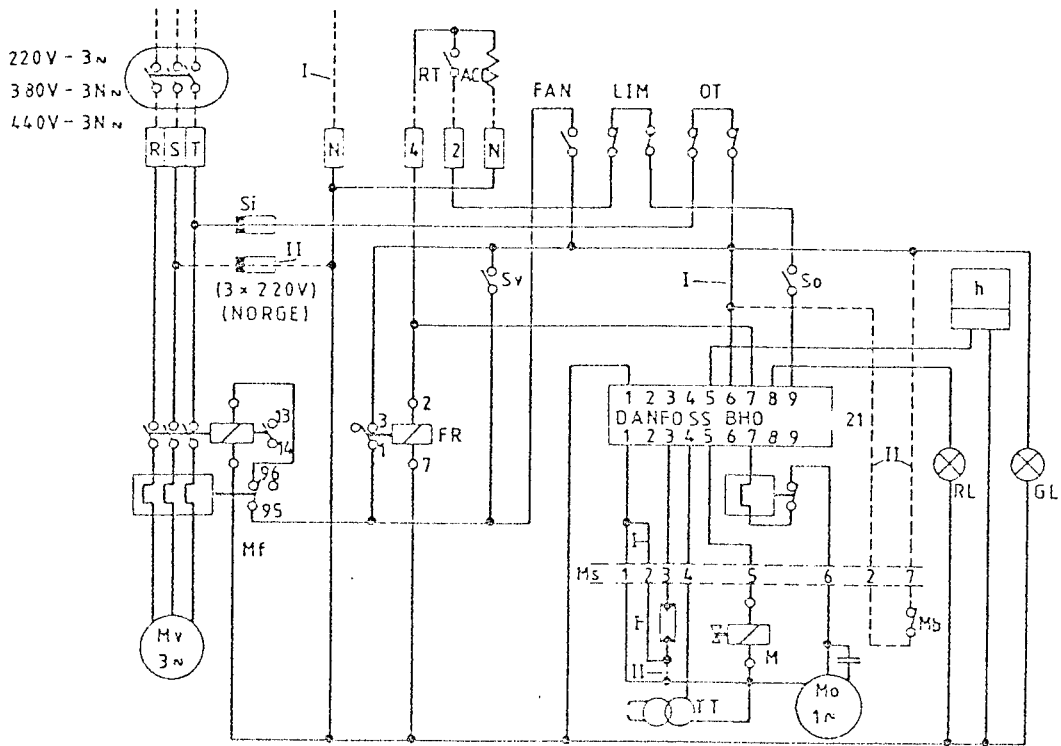 220V - 3~
380V - 3N~
440V - 3N~
I
RT
ACC
FAN
LIM
OT
R S T
N
4
2
N
Si
II
(3 × 220V)
(NORGE)
Sv
I
So
h
1 2 3 4 5 6 7 8 9
DANFOSS BHO
21
1 2 3 4 5 6 7 8 9
13
14
96
95
3
1
2
7
FR
II
RL
GL
Mf
Ms
1 2 3 4 5 6 2 7
Mb
M
II
TT
Mv
3~
Mo
1~